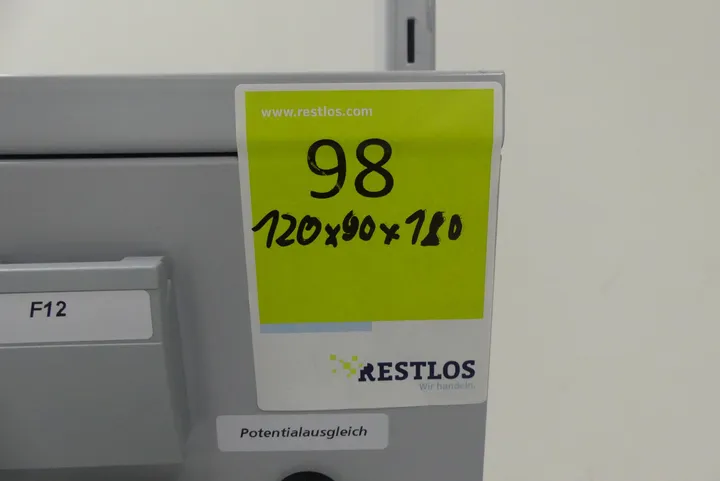 www.restlos.com
98
120x90x180
F12
RESTLOS
Wir handeln.
Potentialausgleich